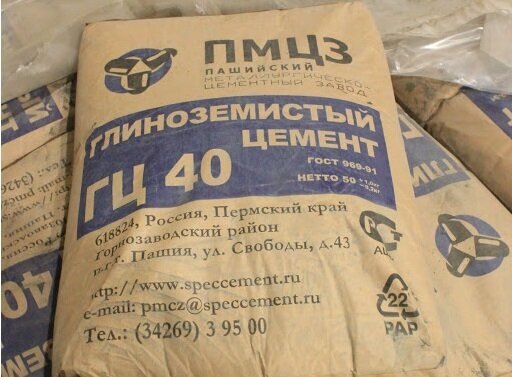 ПМЦЗ
ПАШИЙСКИЙ
МЕТАЛЛУРГИЧЕСКО-
ЦЕМЕНТНЫЙ ЗАВОД
ГЛИНОЗЕМИСТЫЙ
ЦЕМЕНТ
ГЦ 40
ГОСТ 969-91
НЕТТО 50
618824, Россия, Пермский край
Горнозаводский район
п.г.т. Пашия, ул. Свободы, д.43
http://www.speccement.ru
e-mail: pmcz@speccement.ru
Тел.: (34269) 3 95 00
22
PAP
40
ГЛИ